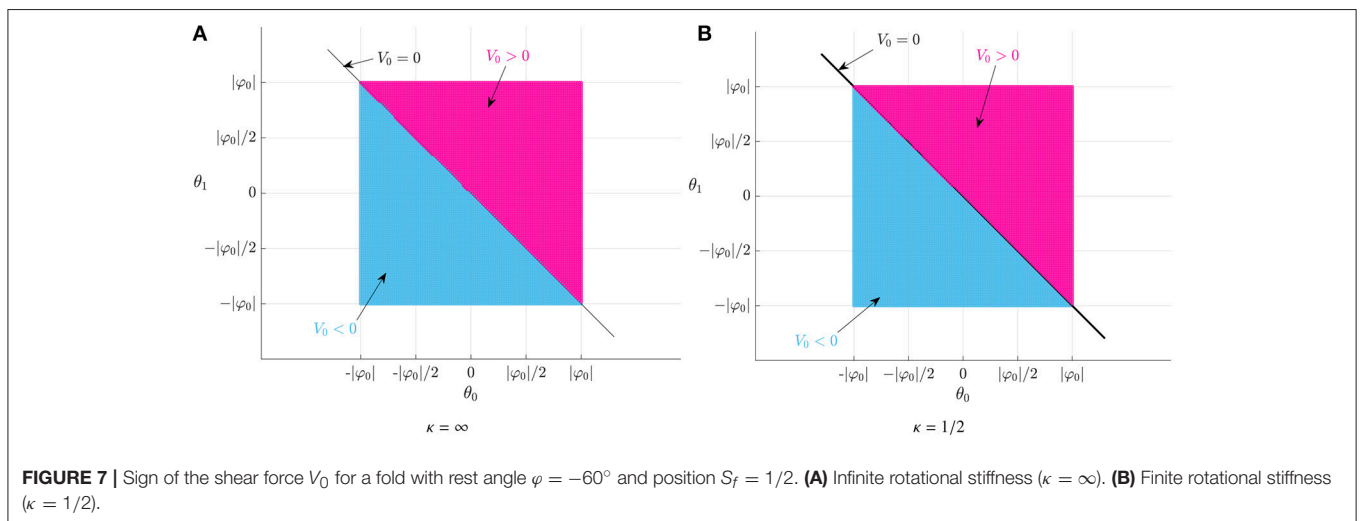 A
V₀ = 0
V₀ > 0
|φ₀|
|φ₀|/2
θ₁
0
−|φ₀|/2
−|φ₀|
V₀ < 0
-|φ₀|
-|φ₀|/2
0
|φ₀|/2
|φ₀|
θ₀
κ = ∞
B
V₀ = 0
V₀ > 0
|φ₀|
|φ₀|/2
θ₁
0
−|φ₀|/2
−|φ₀|
V₀ < 0
-|φ₀|
−|φ₀|/2
0
|φ₀|/2
|φ₀|
θ₀
κ = 1/2
FIGURE 7 | Sign of the shear force V₀ for a fold with rest angle φ = −60° and position S_f = 1/2. (A) Infinite rotational stiffness (κ = ∞). (B) Finite rotational stiffness
(κ = 1/2).